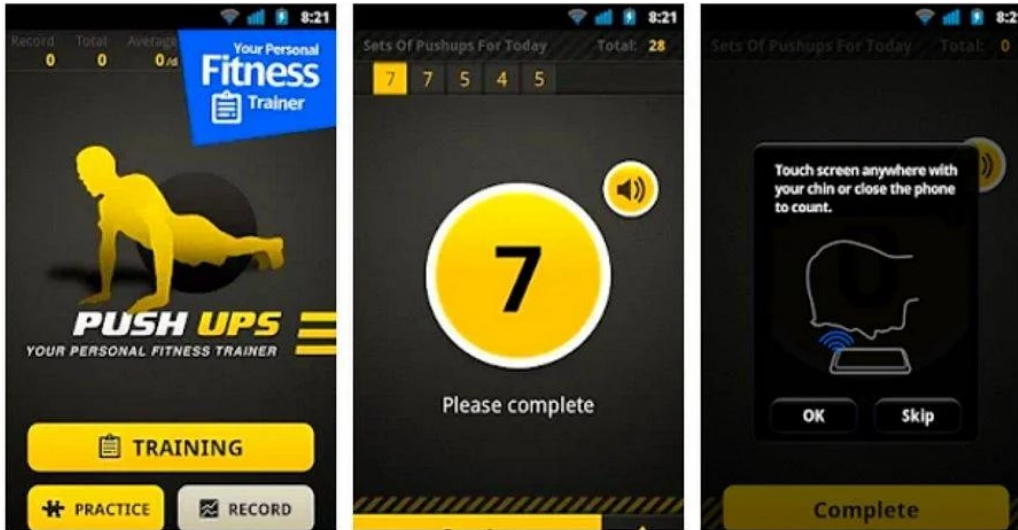 8:21
Record Total Average
0 0 0/d
Your Personal
Fitness
Trainer
PUSH UPS
YOUR PERSONAL FITNESS TRAINER
TRAINING
PRACTICE
RECORD
8:21
Sets Of Pushups For Today Total: 28
7 7 5 4 5
7
Please complete
8:21
Sets Of Pushups For Today Total: 0
Touch screen anywhere with
your chin or close the phone
to count.
OK Skip
Complete